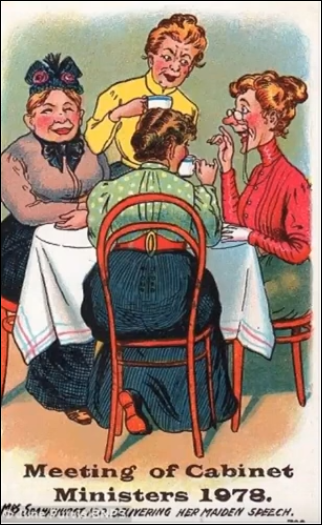 Meeting of Cabinet
Ministers 1978.
DELIVERING HER MAIDEN SPEECH.